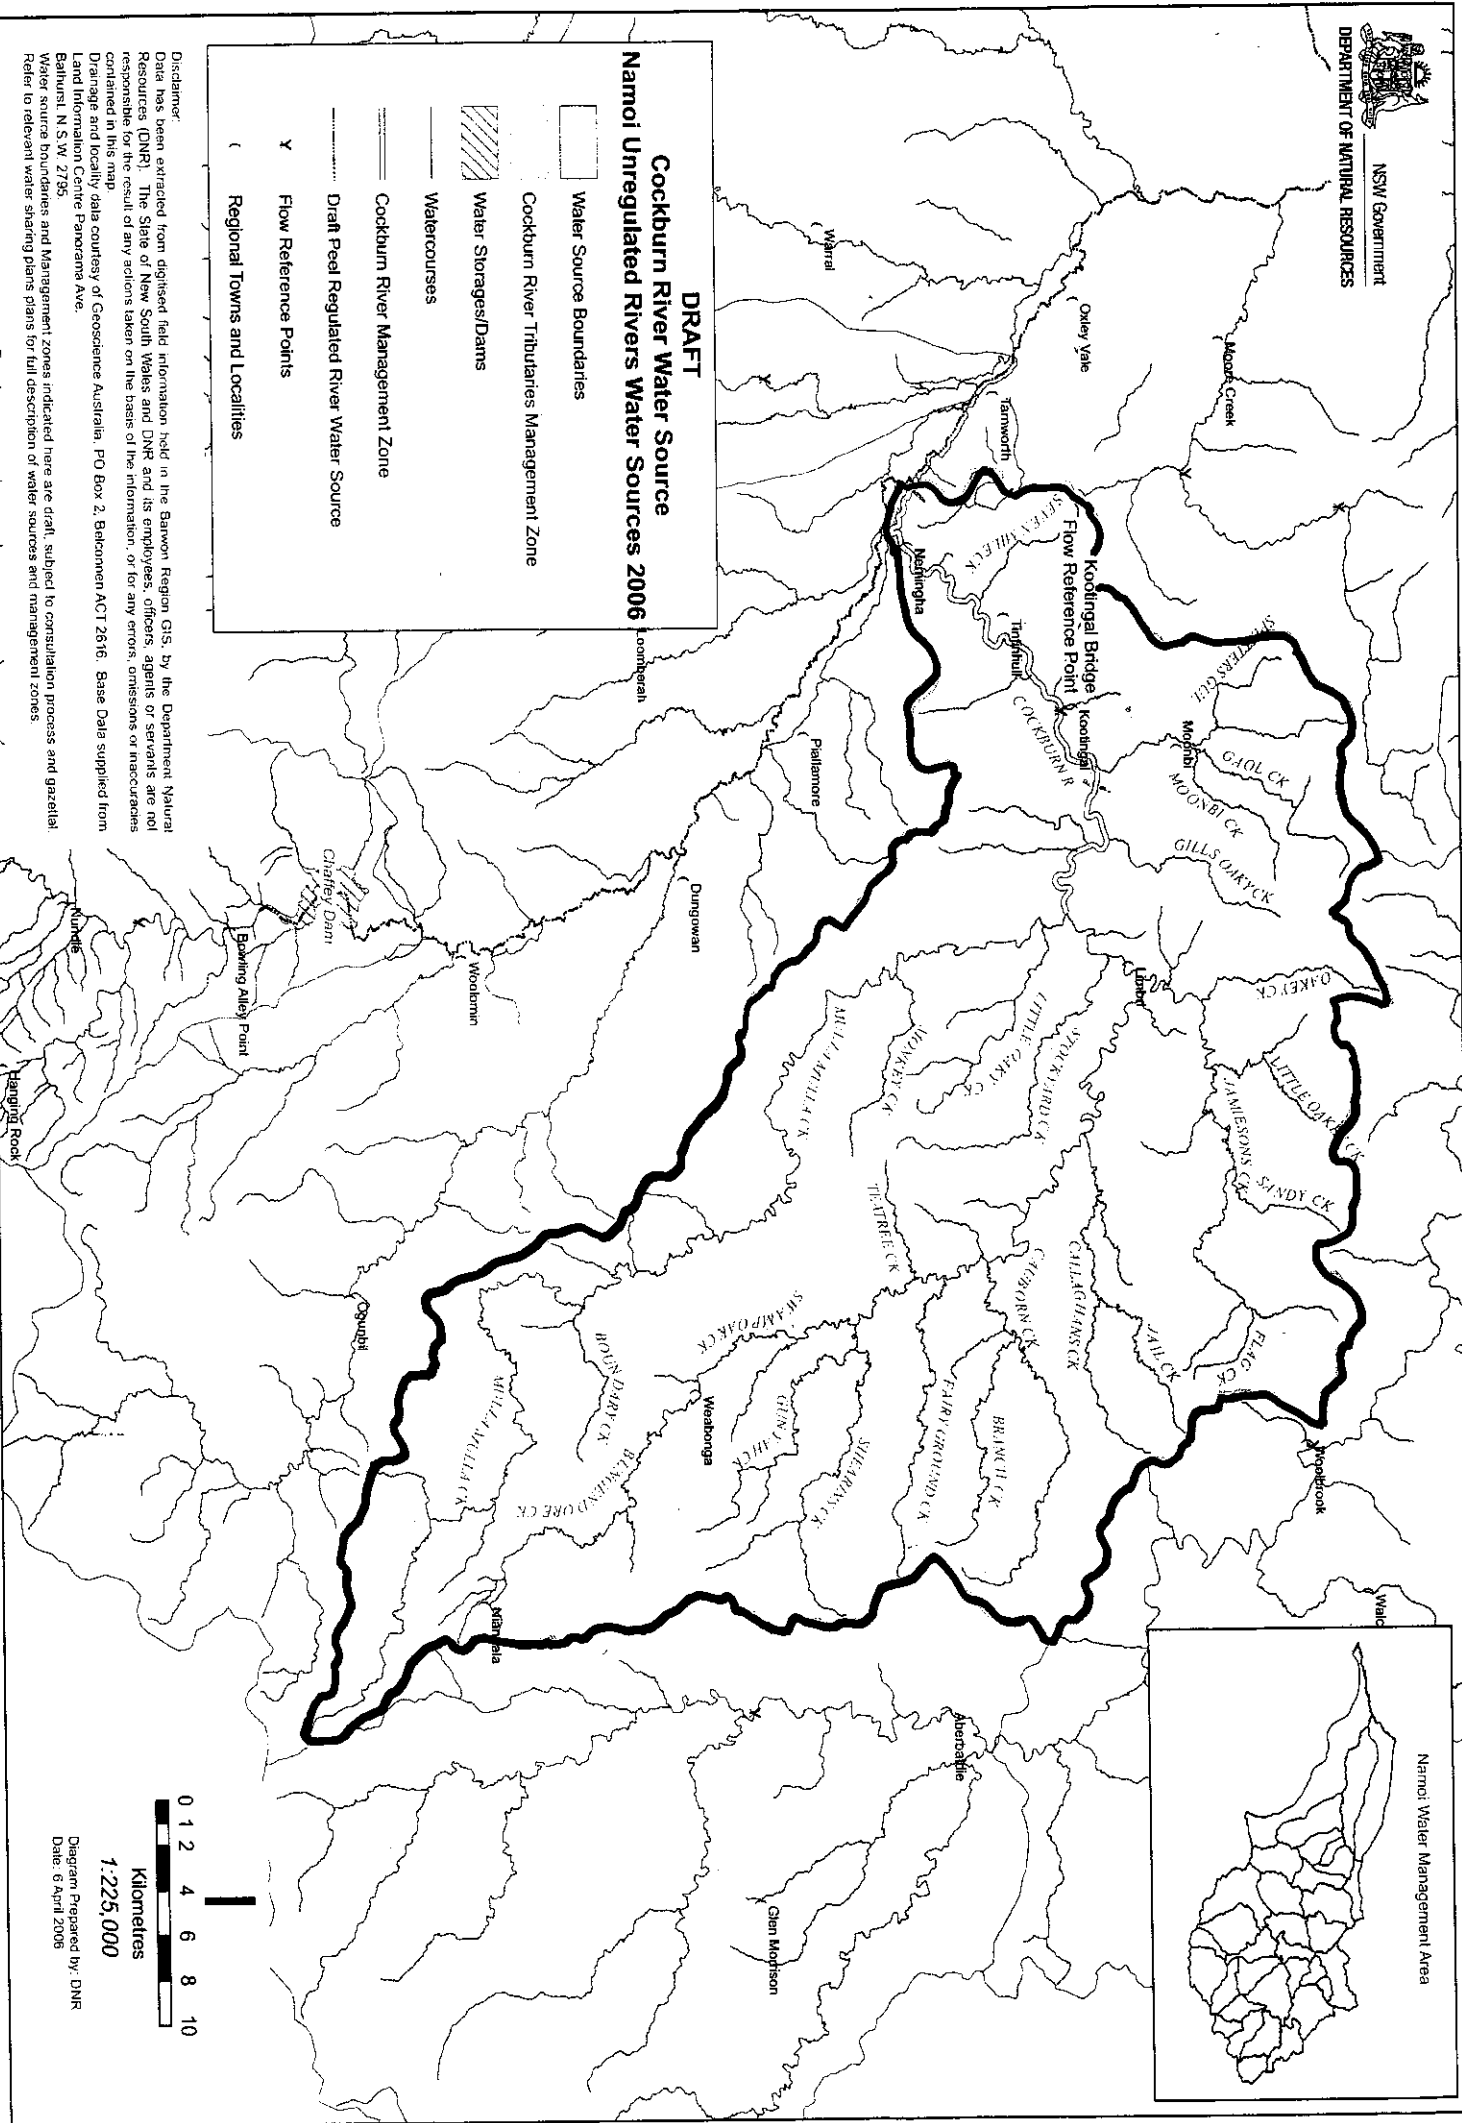 NSW Government
DEPARTMENT OF NATURAL RESOURCES
Namoi Water Management Area
DRAFT
Cockburn River Water Source
Namoi Unregulated Rivers Water Sources 2006
Water Source Boundaries
Cockburn River Tributaries Management Zone
Water Storages/Dams
Watercourses
Cockburn River Management Zone
Draft Peel Regulated River Water Source
Flow Reference Points
Regional Towns and Localities
Disclaimer:
Data has been extracted from digitised field information held in the Barwon Region GIS, by the Department Natural
Resources (DNR). The State of New South Wales and DNR and its employees, officers, agents or servants are not
responsible for the result of any actions taken on the basis of the information, or for any errors, omissions or inaccuracies
contained in this map.
Drainage and locality data courtesy of Geoscience Australia, PO Box 2, Belconnen ACT 2616. Base Data supplied from
Land Information Centre Panorama Ave.
Bathurst. N.S.W. 2795.
Water source boundaries and Management zones indicated here are draft, subject to consultation process and gazettal.
Refer to relevant water sharing plans plans for full description of water sources and management zones.
Moore Creek
Oxley Vale
Warral
Tamworth
SEVEN MILE CK
Kootingal Bridge
Flow Reference Point
Nemingha
Tintinhull
COCKBURN R
Kootingal
Moonbi
GAOL CK
MOONBI CK
GILLS OAKY CK
OAKEY CK
Limbri
LITTLE OAKY CK
JAMIESONS CK
SANDY CK
FLAG CK
JAIL CK
CALLAGHANS CK
STOCKYARD CK
LITTLE OAKY CK
MONKEY CK
MULLA MULLA CK
TEATREE CK
BRANCH CK
FAIRY GROUND CK
SHEARINS CK
SWAMP OAK CK
Weabonga
BOUNDARY CK
BUNGENDORE CK
MULLA MULLA CK
Niangala
Woolbrook
Walc
Aberbaldie
Glen Morrison
Loomberah
Piallamore
Dungowan
Chaffey Dam
Woolomin
Bowling Alley Point
Nundle
Hanging Rock
Ogunbil
0 1 2 4 6 8 10
Kilometres
1:225,000
Diagram Prepared by: DNR
Date: 6 April 2006